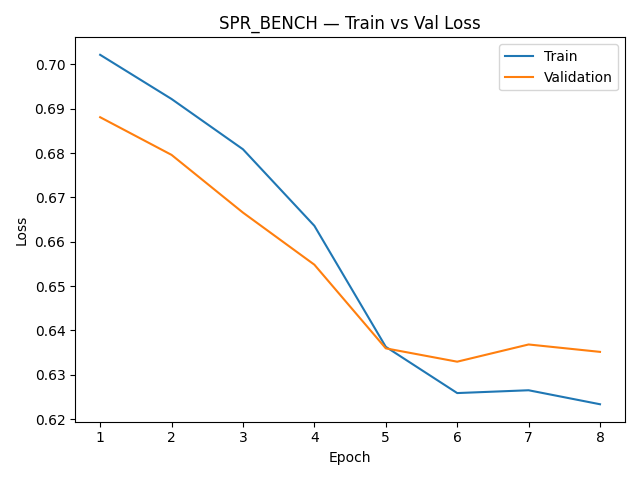 SPR_BENCH — Train vs Val Loss
Train
Validation
0.70
0.69
0.68
0.67
0.66
0.65
0.64
0.63
0.62
Loss
1 2 3 4 5 6 7 8
Epoch